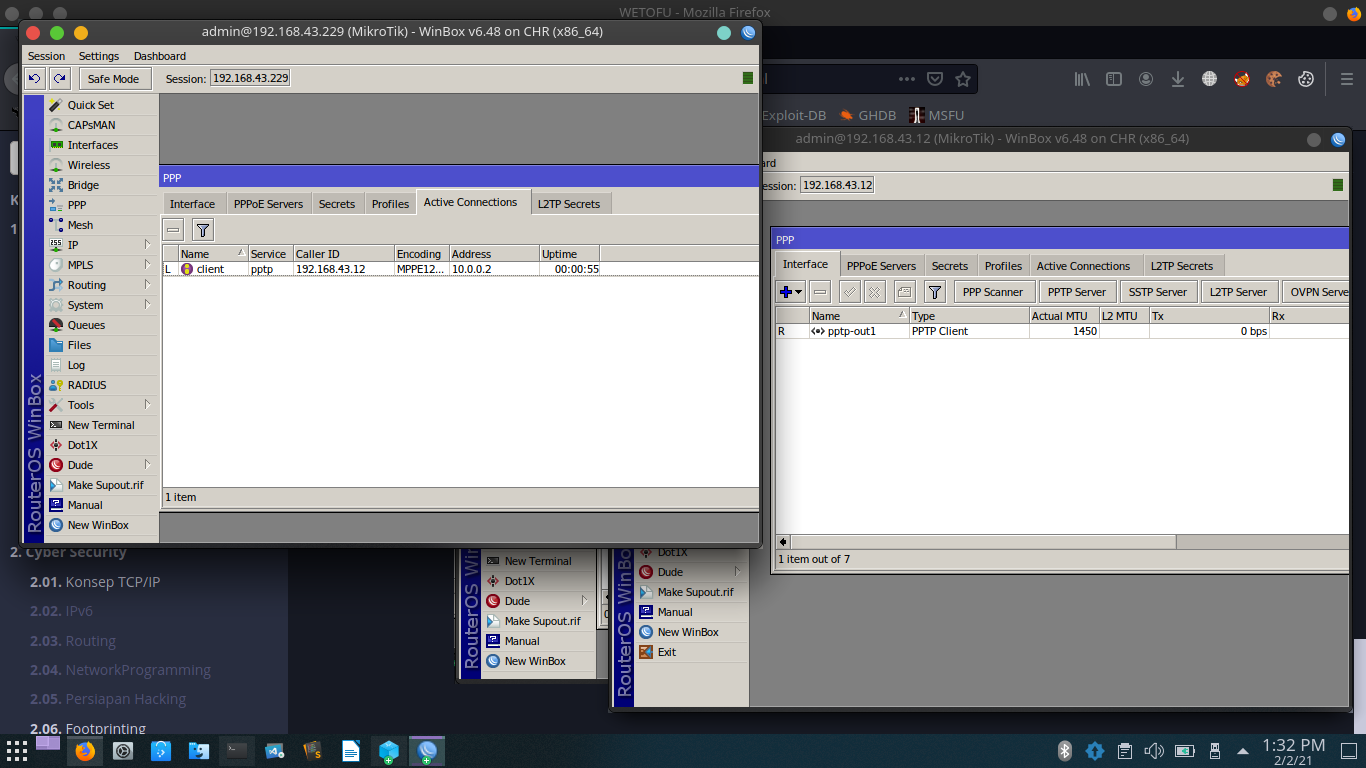 WETOFU - Mozilla Firefox
admin@192.168.43.229 (MikroTik) - WinBox v6.48 on CHR (x86_64)
Session Settings Dashboard
Safe Mode Session: 192.168.43.229
Quick Set
CAPsMAN
Interfaces
Wireless
Bridge
PPP
Mesh
IP
MPLS
Routing
System
Queues
Files
Log
RADIUS
Tools
New Terminal
Dot1X
Dude
Make Supout.rif
Manual
New WinBox
RouterOS WinBox
PPP
Interface PPPoE Servers Secrets Profiles Active Connections L2TP Secrets
Name Service Caller ID Encoding Address Uptime
L client pptp 192.168.43.12 MPPE12... 10.0.0.2 00:00:55
1 item
Exploit-DB GHDB MSFU
admin@192.168.43.12 (MikroTik) - WinBox v6.48 on CHR (x86_64)
ard
ession: 192.168.43.12
PPP
Interface PPPoE Servers Secrets Profiles Active Connections L2TP Secrets
PPP Scanner PPTP Server SSTP Server L2TP Server OVPN Serve
Name Type Actual MTU L2 MTU Tx Rx
R pptp-out1 PPTP Client 1450 0 bps
1 item out of 7
New Terminal
Dot1X
Dude
Make Supout.rif
Manual
New WinBox
RouterOS Win
Dot1X
Dude
Make Supout.rif
Manual
New WinBox
Exit
RouterOS WinB
K
1
2. Cyber Security
2.01. Konsep TCP/IP
2.02. IPv6
2.03. Routing
2.04. NetworkProgramming
2.05. Persiapan Hacking
2.06. Footprinting
1:32 PM
2/2/21